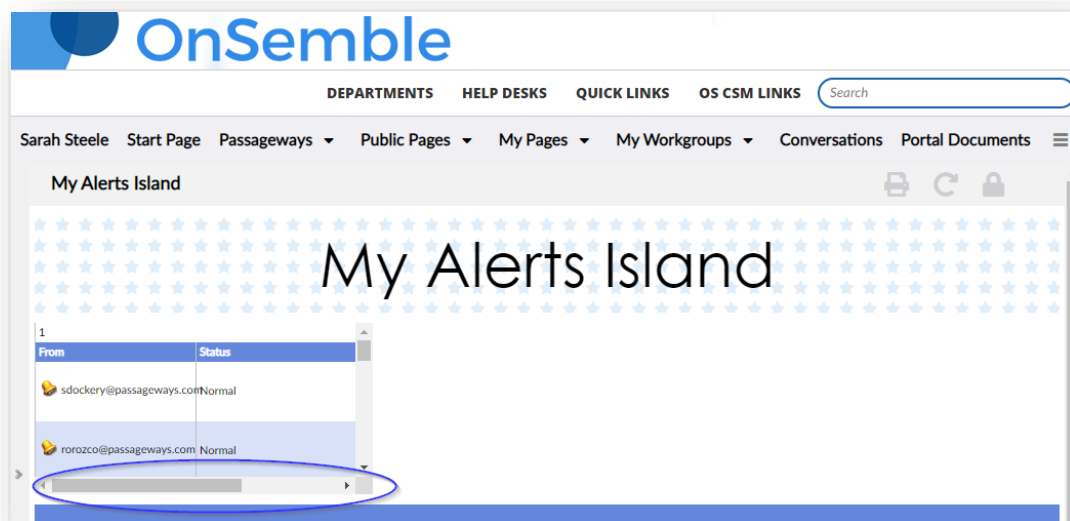 OnSemble
DEPARTMENTS HELP DESKS QUICK LINKS OS CSM LINKS Search
Sarah Steele Start Page Passageways Public Pages My Pages My Workgroups Conversations Portal Documents
My Alerts Island
My Alerts Island
1
From Status
sdockery@passageways.com Normal
rorozco@passageways.com Normal